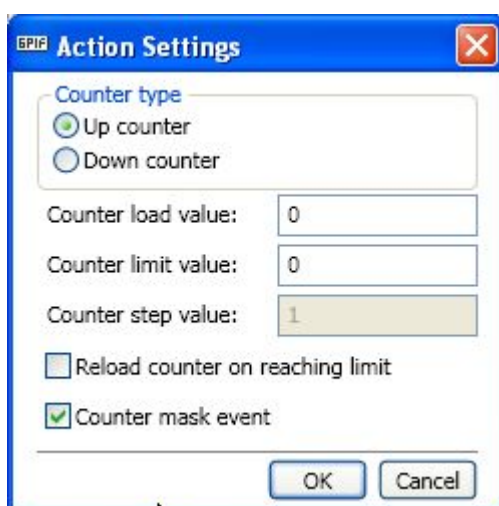 GPIF Action Settings
Counter type
Up counter
Down counter
Counter load value: 0
Counter limit value: 0
Counter step value: 1
Reload counter on reaching limit
Counter mask event
OK Cancel